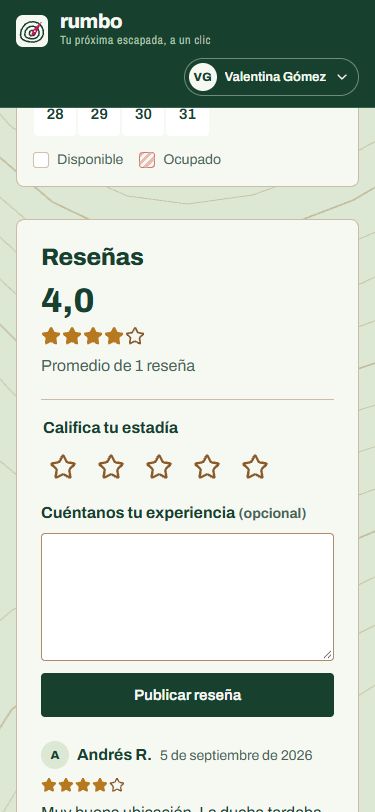 rumbo
Tu próxima escapada, a un clic
VG Valentina Gómez
28 29 30 31
Disponible Ocupado
Reseñas
4,0
Promedio de 1 reseña
Califica tu estadía
Cuéntanos tu experiencia (opcional)
Publicar reseña
A Andrés R. 5 de septiembre de 2026
Muy buena ubicación. La ducha tardaba